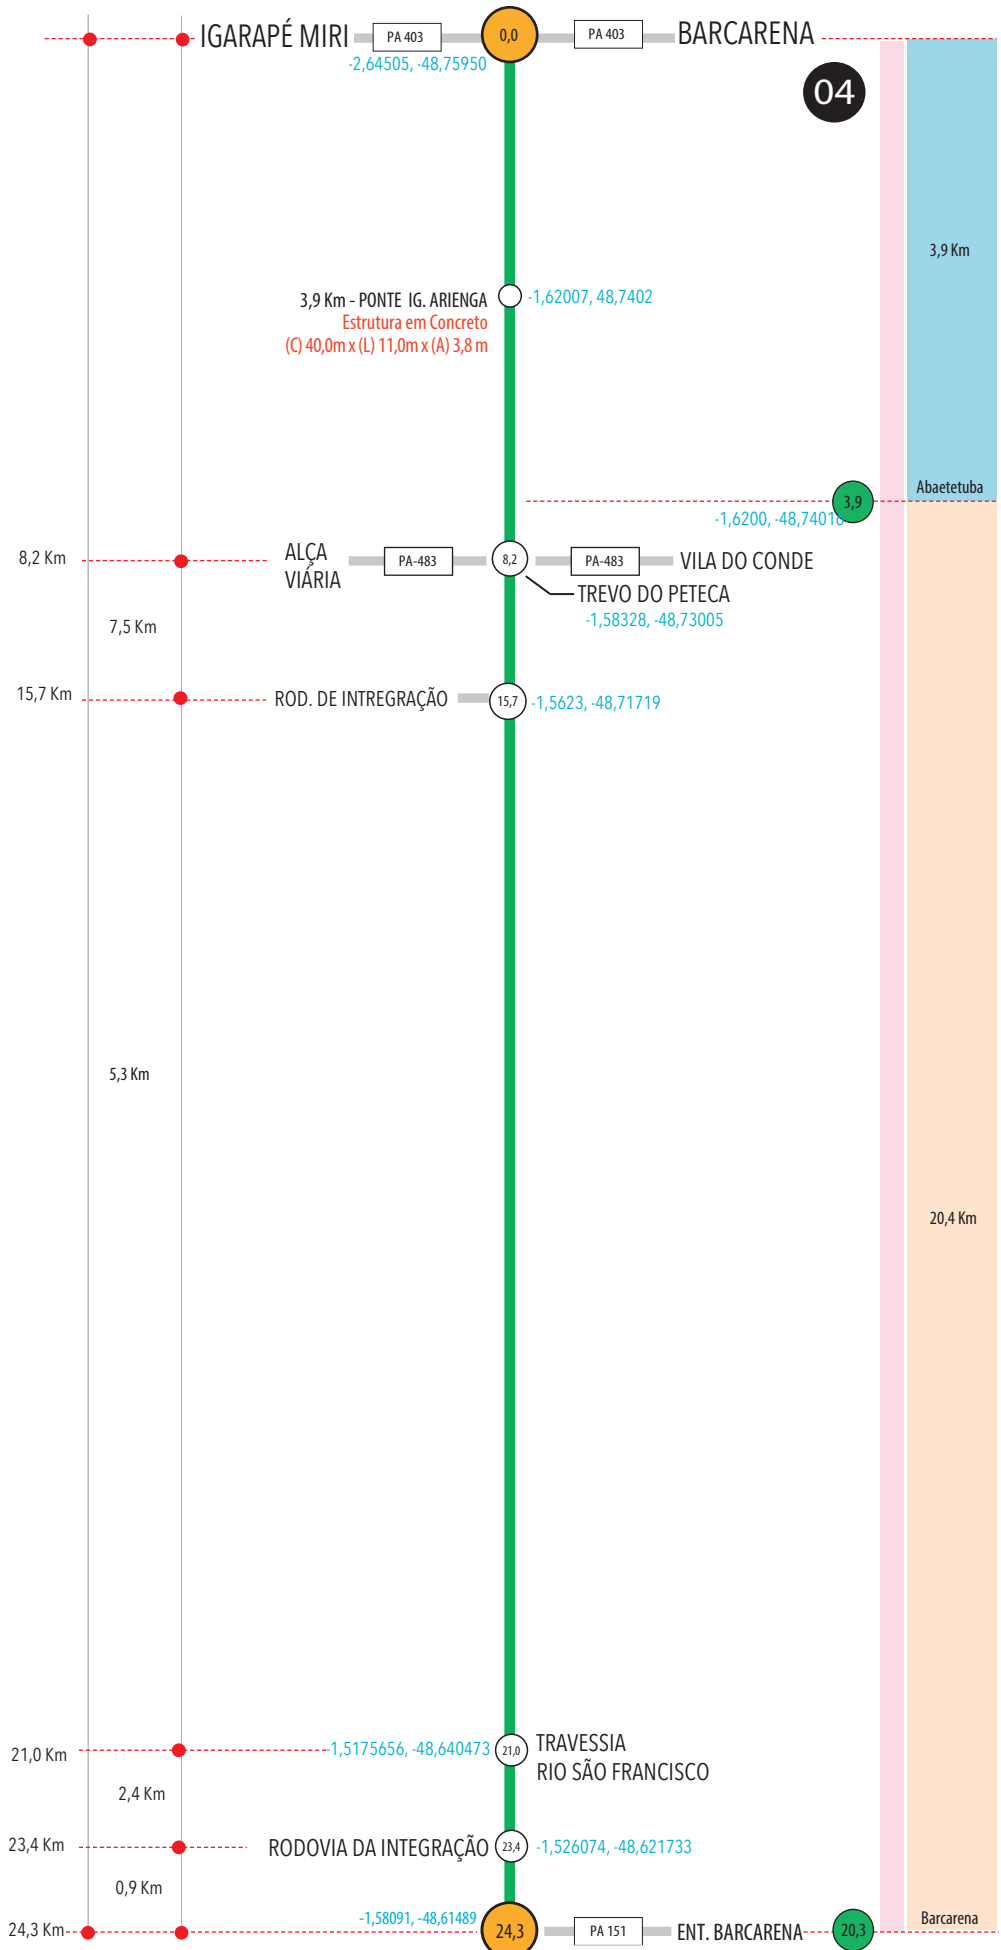 IGARAPÉ MIRI
PA 403
0,0
PA 403
BARCARENA
-2,64505, -48,75950
04
3,9 Km
3,9 Km - PONTE IG. ARIENGA
-1,62007, 48,7402
Estrutura em Concreto
(C) 40,0m x (L) 11,0m x (A) 3,8 m
Abaetetuba
3,9
-1,6200, -48,74018
8,2 Km
ALÇA
VIÁRIA
PA-483
8,2
PA-483
VILA DO CONDE
TREVO DO PETECA
-1,58328, -48,73005
7,5 Km
15,7 Km
ROD. DE INTREGRAÇÃO
15,7
-1,5623, -48,71719
5,3 Km
20,4 Km
21,0 Km
-1,5175656, -48,640473
21,0
TRAVESSIA
RIO SÃO FRANCISCO
2,4 Km
23,4 Km
RODOVIA DA INTEGRAÇÃO
23,4
-1,526074, -48,621733
0,9 Km
-1,58091, -48,61489
Barcarena
24,3 Km
24,3
PA 151
ENT. BARCARENA
20,3